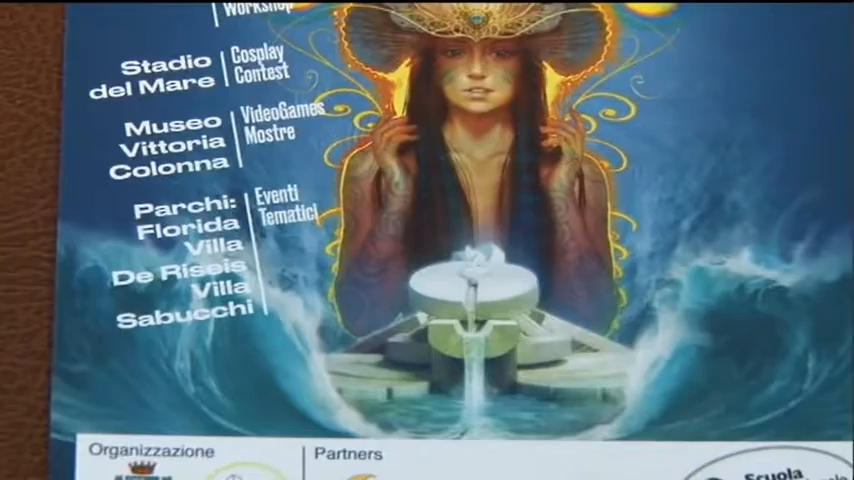 Workshop
Stadio
del Mare
Cosplay
Contest
Museo
Vittoria
Colonna
VideoGames
Mostre
Parchi:
Florida
Villa
De Riseis
Villa
Sabucchi
Eventi
Tematici
Organizzazione
Partners
Scuola